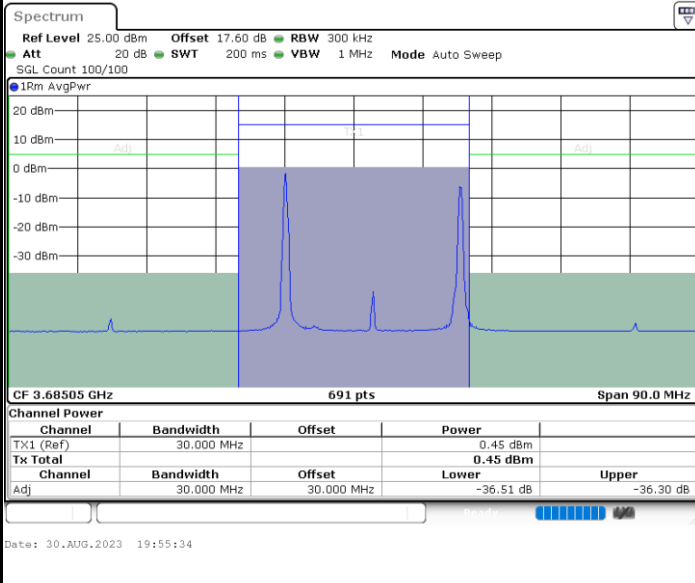 Spectrum
Ref Level 25.00 dBm Offset 17.60 dB RBW 300 kHz
Att 20 dB SWT 200 ms VBW 1 MHz Mode Auto Sweep
SGL Count 100/100
1Rm AvgPwr
20 dBm
TX1
10 dBm
Adj Adj
0 dBm
-10 dBm
-20 dBm
-30 dBm
CF 3.68505 GHz 691 pts Span 90.0 MHz
Channel Power
Channel Bandwidth Offset Power
TX1 (Ref) 30.000 MHz 0.45 dBm
Tx Total 0.45 dBm
Channel Bandwidth Offset Lower Upper
Adj 30.000 MHz 30.000 MHz -36.51 dB -36.30 dB
Ready
Date: 30.AUG.2023 19:55:34